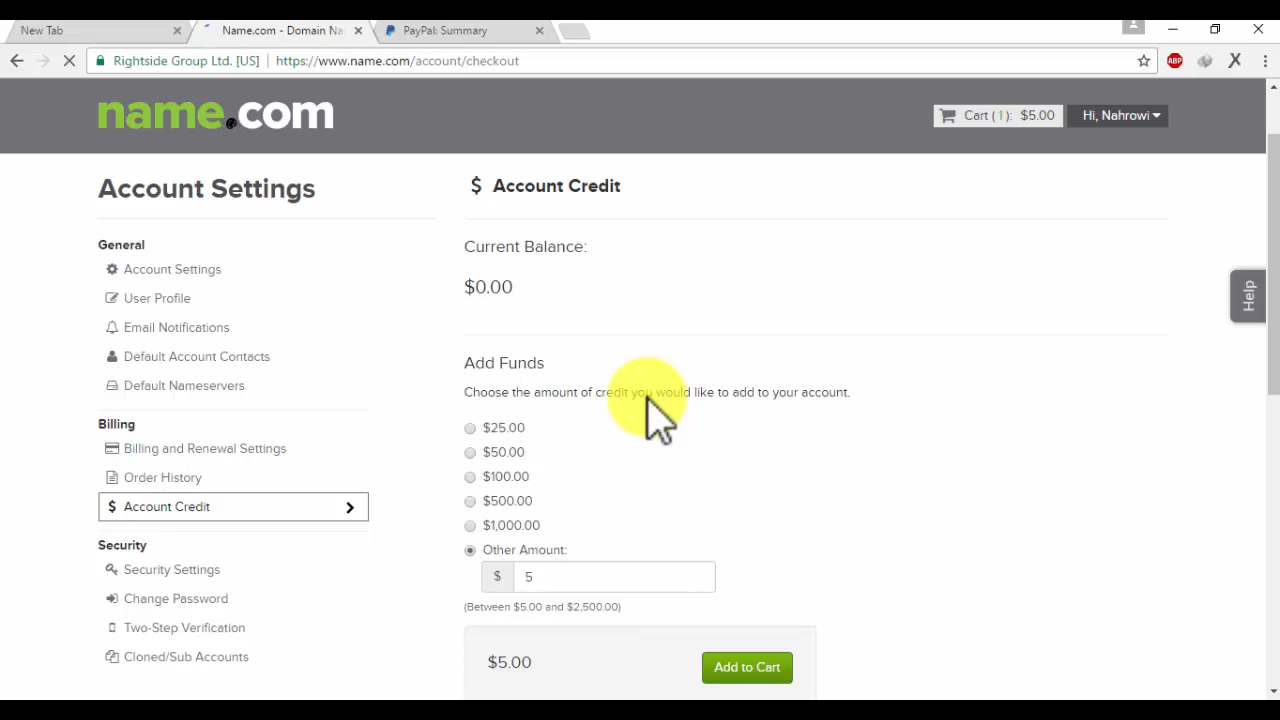 New Tab
Name.com - Domain Na
PayPal: Summary
Rightside Group Ltd. [US] https://www.name.com/account/checkout
ABP
X
name.com
Cart (1): $5.00
Hi, Nahrowi
Account Settings
General
Account Settings
User Profile
Email Notifications
Default Account Contacts
Default Nameservers
Billing
Billing and Renewal Settings
Order History
$ Account Credit
Security
Security Settings
Change Password
Two-Step Verification
Cloned/Sub Accounts
$ Account Credit
Current Balance:
$0.00
Add Funds
Choose the amount of credit you would like to add to your account.
$25.00
$50.00
$100.00
$500.00
$1,000.00
Other Amount:
$ 5
(Between $5.00 and $2,500.00)
$5.00
Add to Cart
Help